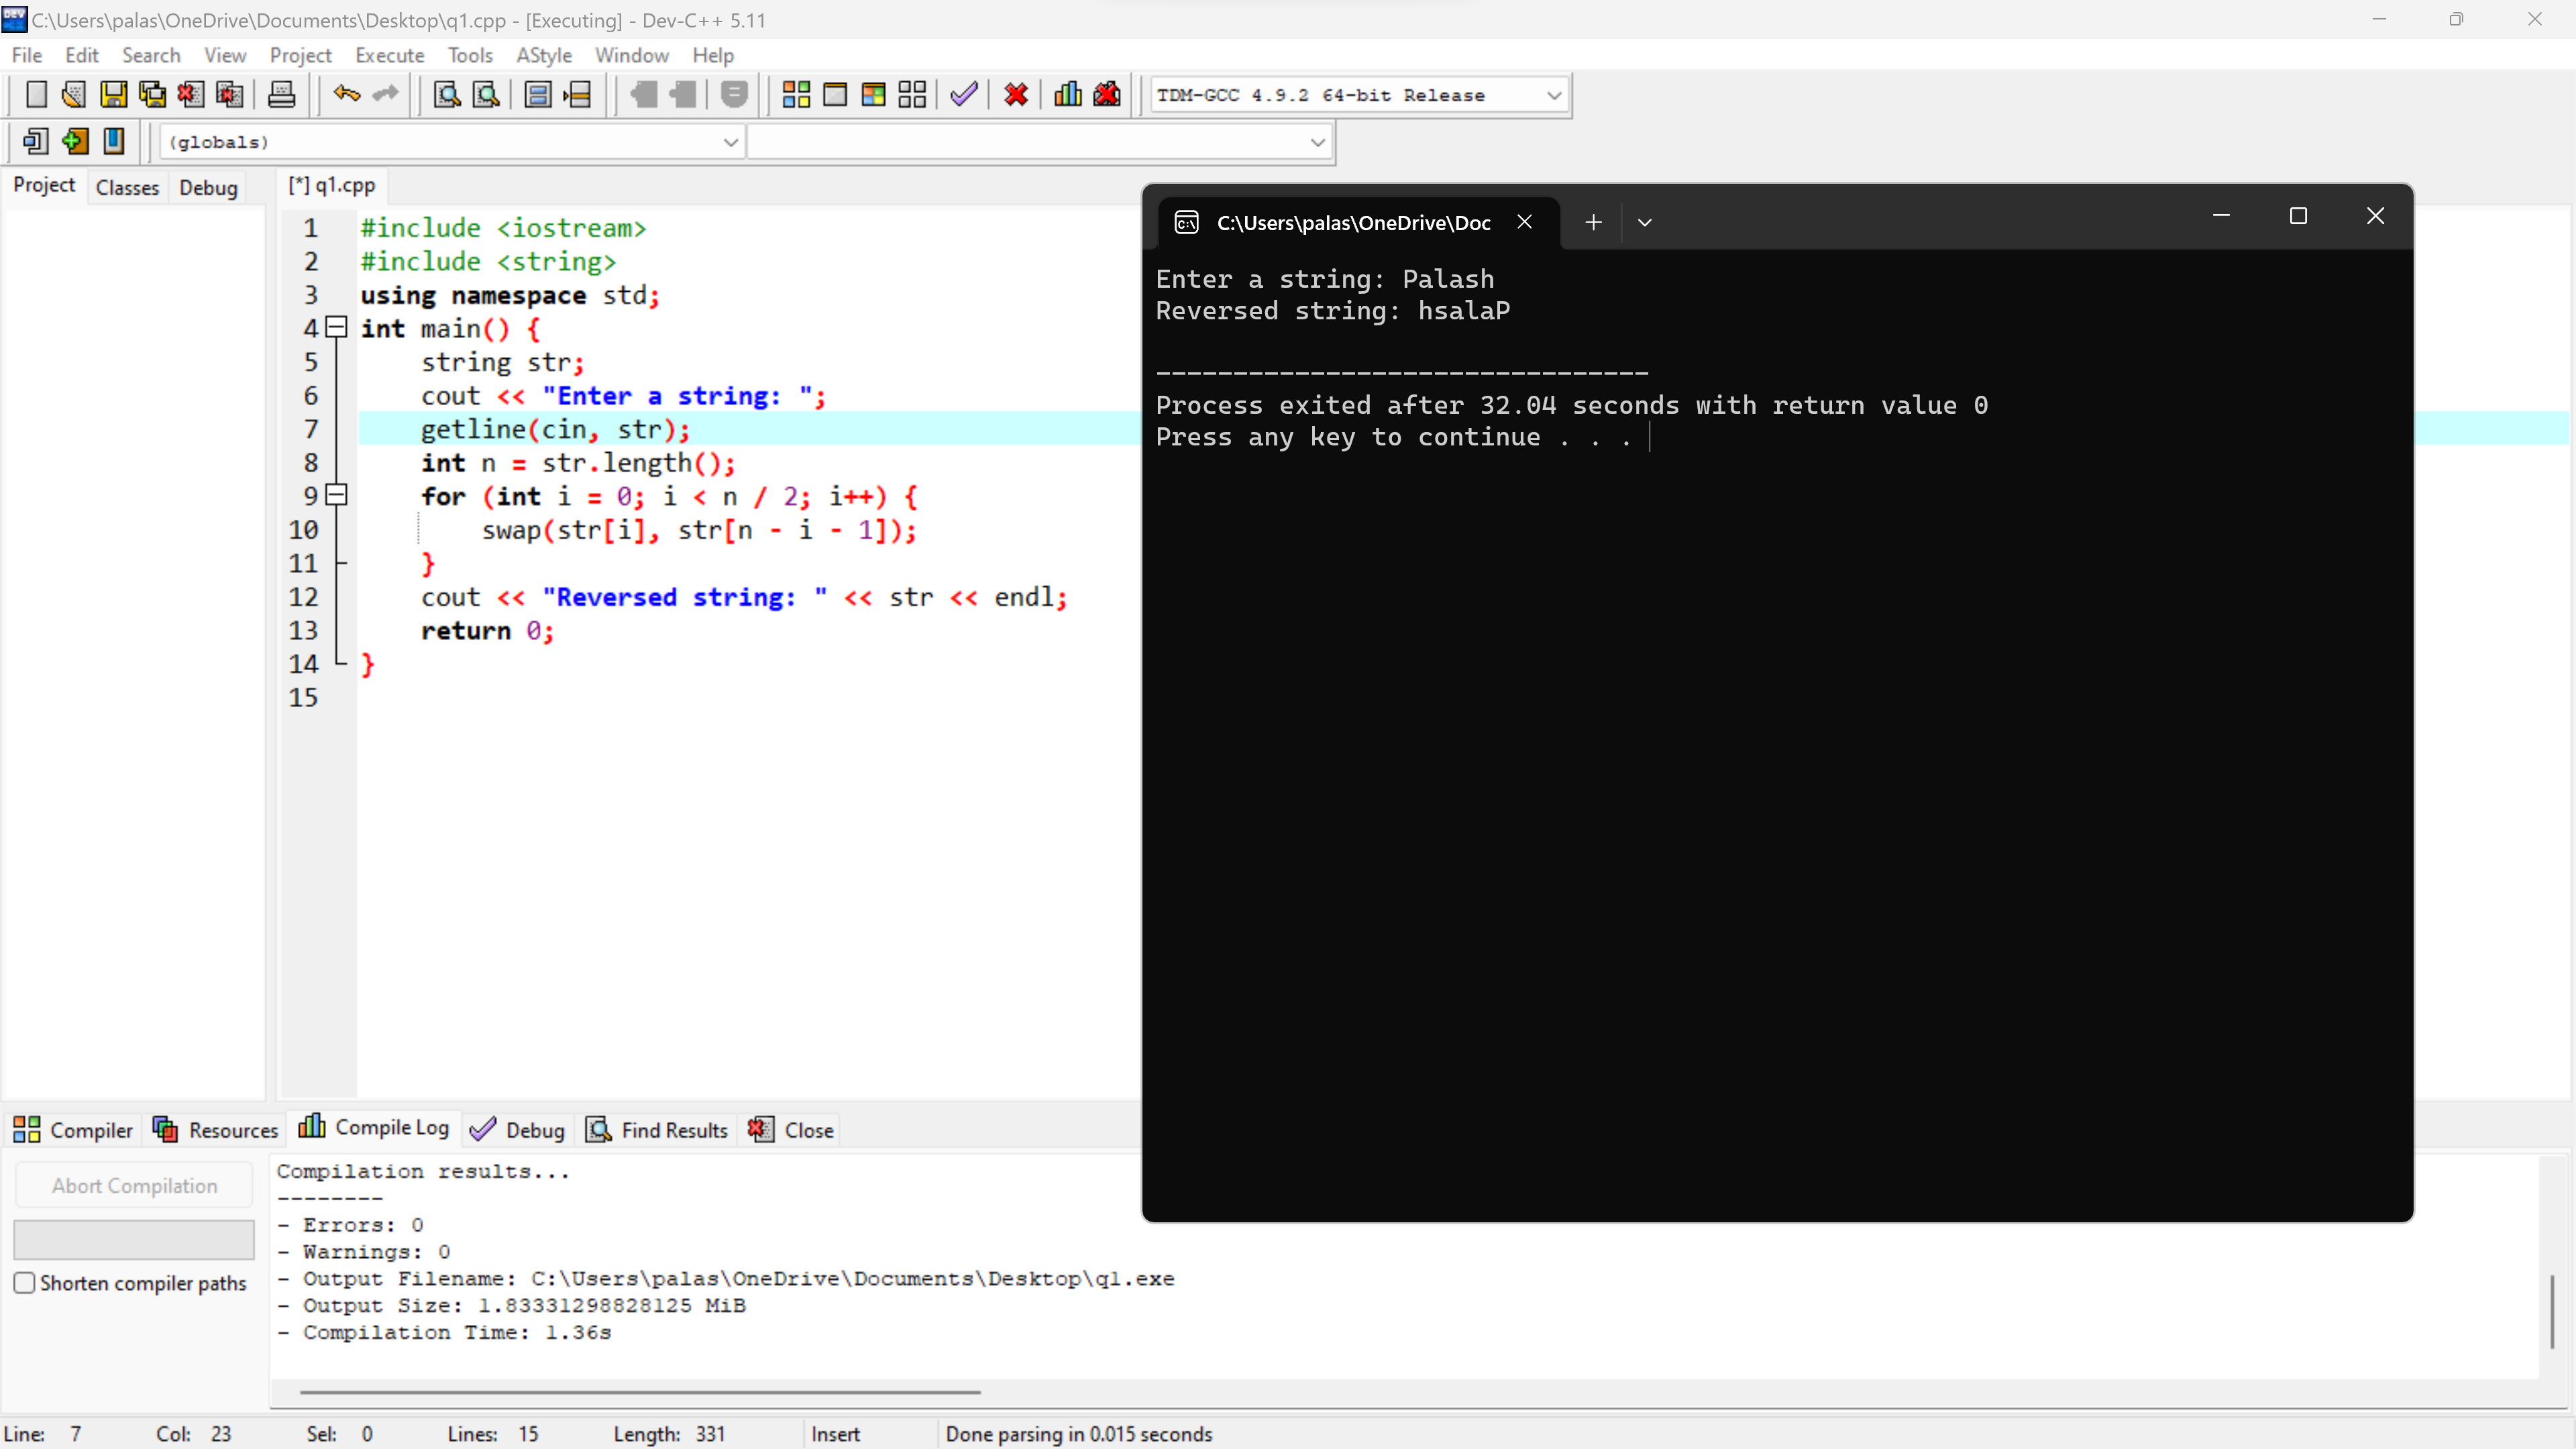 C:\Users\palas\OneDrive\Documents\Desktop\q1.cpp - [Executing] - Dev-C++ 5.11
File Edit Search View Project Execute Tools AStyle Window Help
TDM-GCC 4.9.2 64-bit Release
(globals)
Project Classes Debug
[*] q1.cpp
1 #include <iostream>
2 #include <string>
3 using namespace std;
4 int main() {
5     string str;
6     cout << "Enter a string: ";
7     getline(cin, str);
8     int n = str.length();
9     for (int i = 0; i < n / 2; i++) {
10         swap(str[i], str[n - i - 1]);
11     }
12     cout << "Reversed string: " << str << endl;
13     return 0;
14 }
15
C:\Users\palas\OneDrive\Doc
Enter a string: Palash
Reversed string: hsalaP
--------------------------------
Process exited after 32.04 seconds with return value 0
Press any key to continue . . .
Compiler Resources Compile Log Debug Find Results Close
Abort Compilation
Shorten compiler paths
Compilation results...
--------
- Errors: 0
- Warnings: 0
- Output Filename: C:\Users\palas\OneDrive\Documents\Desktop\q1.exe
- Output Size: 1.83331298828125 MiB
- Compilation Time: 1.36s
Line: 7 Col: 23 Sel: 0 Lines: 15 Length: 331 Insert Done parsing in 0.015 seconds